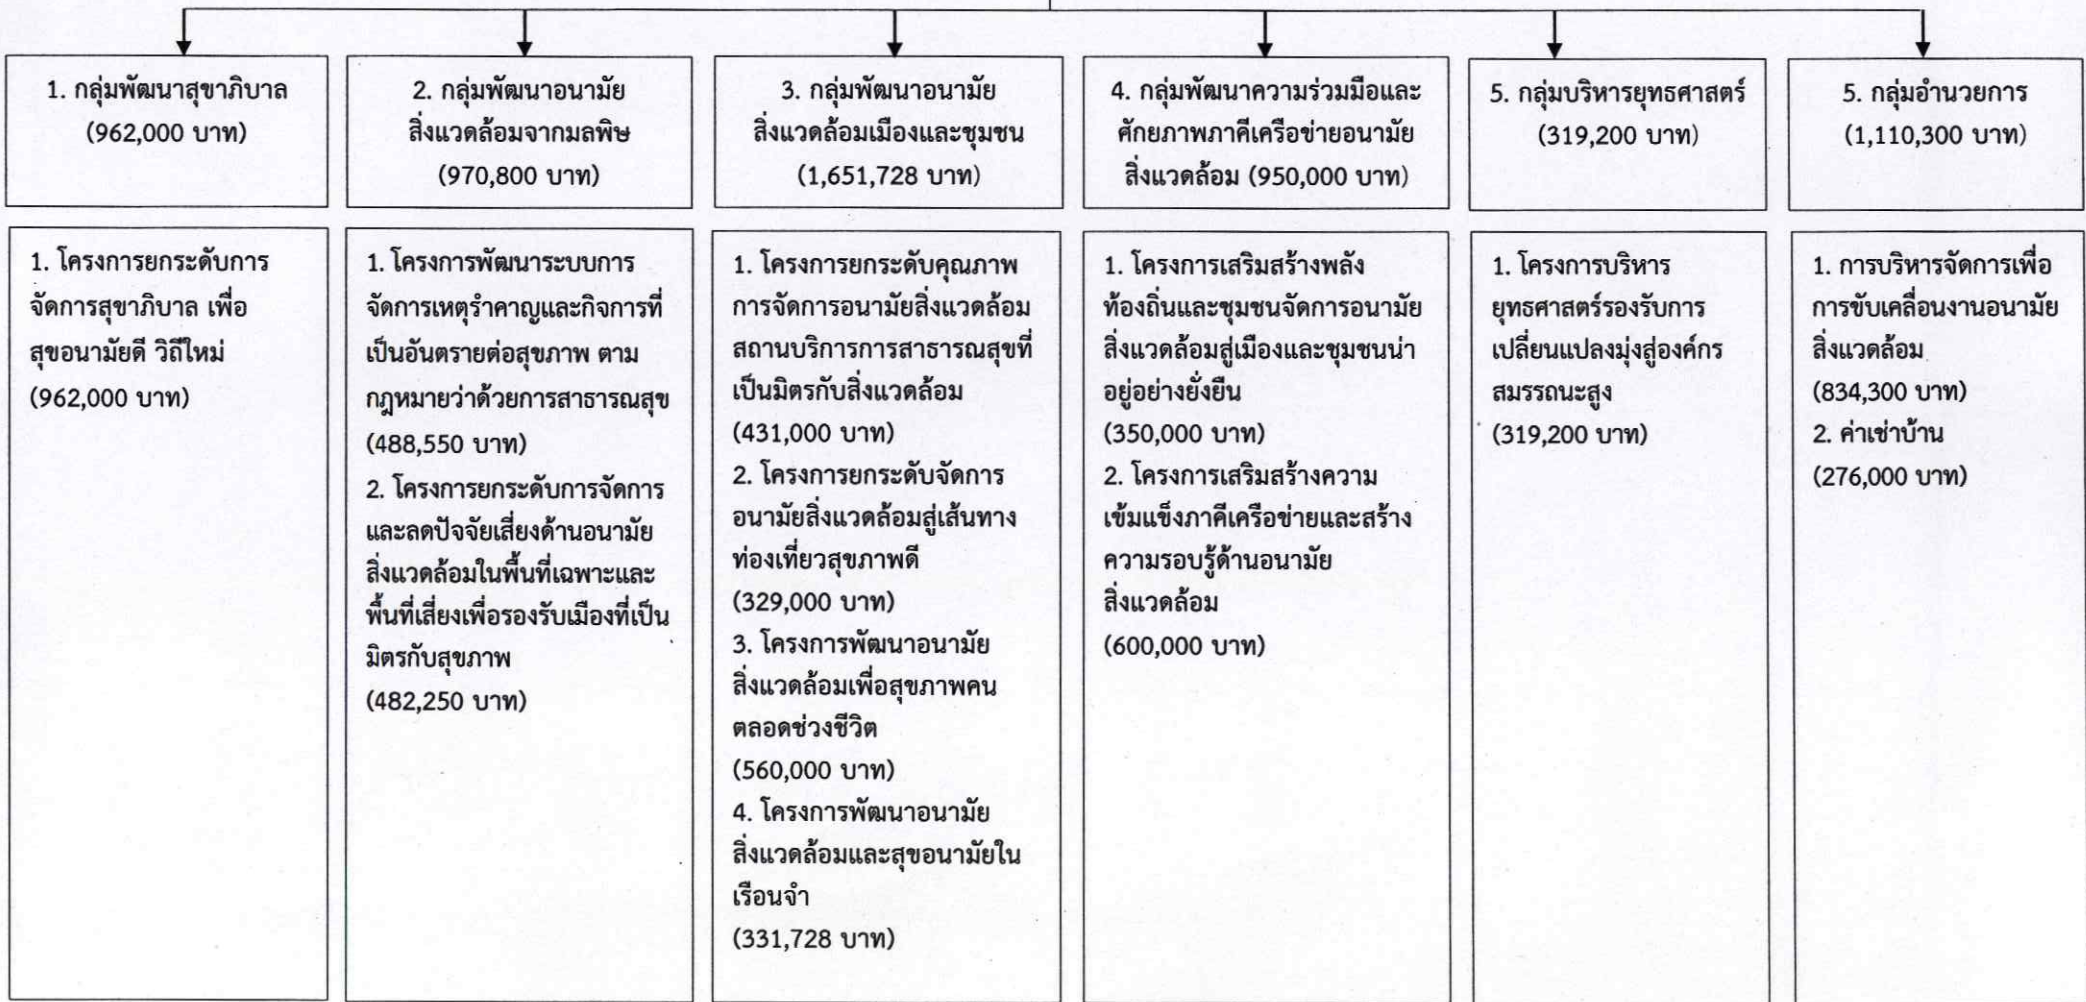 1. กลุ่มพัฒนาสุขาภิบาล
(962,000 บาท)
2. กลุ่มพัฒนาอนามัย
สิ่งแวดล้อมจากมลพิษ
(970,800 บาท)
3. กลุ่มพัฒนาอนามัย
สิ่งแวดล้อมเมืองและชุมชน
(1,651,728 บาท)
4. กลุ่มพัฒนาความร่วมมือและ
ศักยภาพภาคีเครือข่ายอนามัย
สิ่งแวดล้อม (950,000 บาท)
5. กลุ่มบริหารยุทธศาสตร์
(319,200 บาท)
5. กลุ่มอำนวยการ
(1,110,300 บาท)
1. โครงการยกระดับการ
จัดการสุขาภิบาล เพื่อ
สุขอนามัยดี วิถีใหม่
(962,000 บาท)
1. โครงการพัฒนาระบบการ
จัดการเหตุรำคาญและกิจการที่
เป็นอันตรายต่อสุขภาพ ตาม
กฎหมายว่าด้วยการสาธารณสุข
(488,550 บาท)
2. โครงการยกระดับการจัดการ
และลดปัจจัยเสี่ยงด้านอนามัย
สิ่งแวดล้อมในพื้นที่เฉพาะและ
พื้นที่เสี่ยงเพื่อรองรับเมืองที่เป็น
มิตรกับสุขภาพ
(482,250 บาท)
1. โครงการยกระดับคุณภาพ
การจัดการอนามัยสิ่งแวดล้อม
สถานบริการการสาธารณสุขที่
เป็นมิตรกับสิ่งแวดล้อม
(431,000 บาท)
2. โครงการยกระดับจัดการ
อนามัยสิ่งแวดล้อมสู่เส้นทาง
ท่องเที่ยวสุขภาพดี
(329,000 บาท)
3. โครงการพัฒนาอนามัย
สิ่งแวดล้อมเพื่อสุขภาพคน
ตลอดช่วงชีวิต
(560,000 บาท)
4. โครงการพัฒนาอนามัย
สิ่งแวดล้อมและสุขอนามัยใน
เรือนจำ
(331,728 บาท)
1. โครงการเสริมสร้างพลัง
ท้องถิ่นและชุมชนจัดการอนามัย
สิ่งแวดล้อมสู่เมืองและชุมชนน่า
อยู่อย่างยั่งยืน
(350,000 บาท)
2. โครงการเสริมสร้างความ
เข้มแข็งภาคีเครือข่ายและสร้าง
ความรอบรู้ด้านอนามัย
สิ่งแวดล้อม
(600,000 บาท)
1. โครงการบริหาร
ยุทธศาสตร์รองรับการ
เปลี่ยนแปลงมุ่งสู่องค์กร
สมรรถนะสูง
(319,200 บาท)
1. การบริหารจัดการเพื่อ
การขับเคลื่อนงานอนามัย
สิ่งแวดล้อม
(834,300 บาท)
2. ค่าเช่าบ้าน
(276,000 บาท)